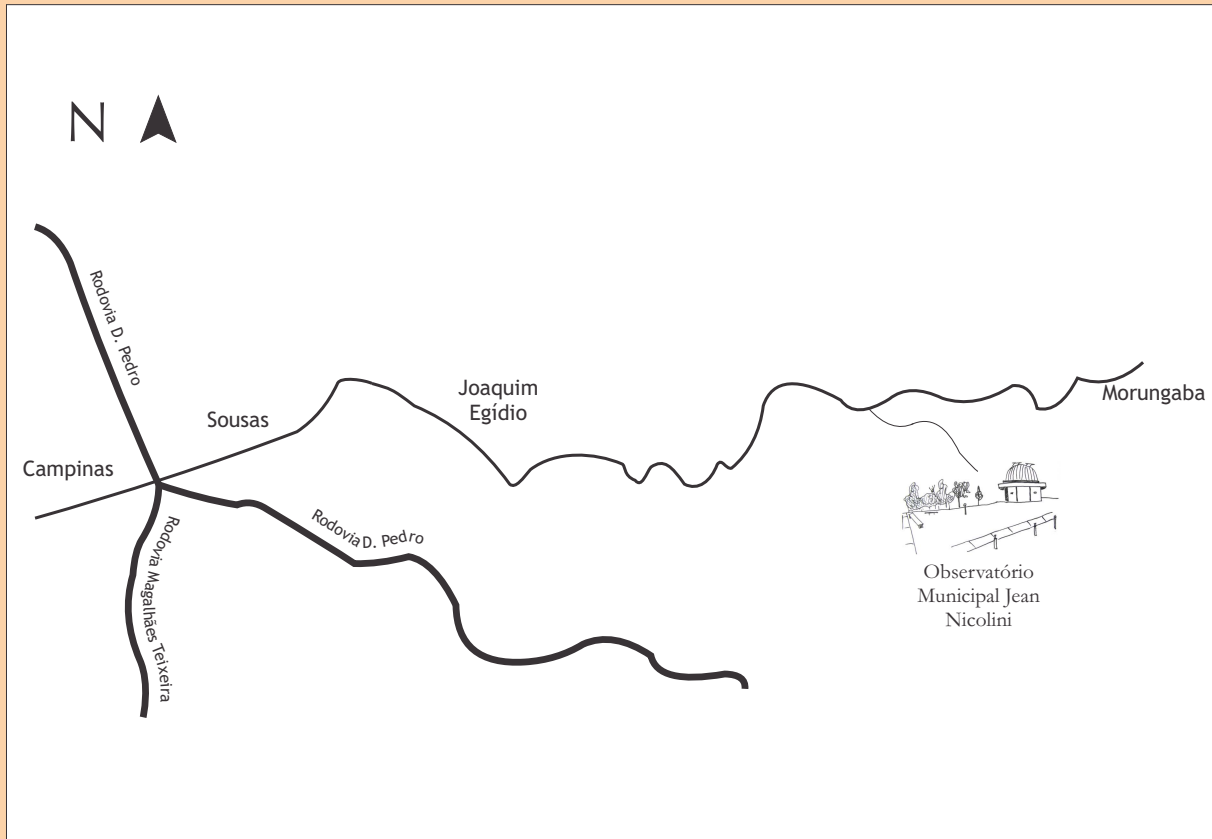 N
Rodovia D. Pedro
Joaquim
Egídio
Morungaba
Sousas
Campinas
Rodovia D. Pedro
Rodovia Magalhães Teixeira
Observatório
Municipal Jean
Nicolini